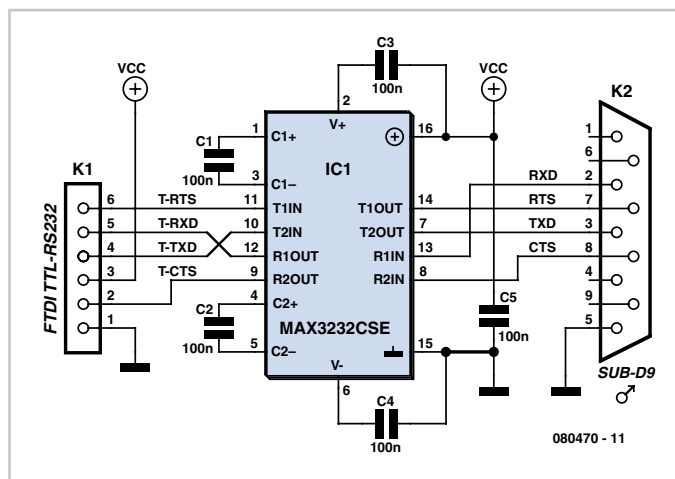 C3
100n
VCC
VCC
K2
2
V+
1
C1+
16
C1
100n
IC1
3
C1–
K1
6
T-RTS
11
T1IN
T1OUT
14
RTS
5
T-RXD
10
T2IN
T2OUT
7
TXD
4
T-TXD
12
R1OUT
R1IN
13
RXD
3
2
T-CTS
9
R2OUT
R2IN
8
CTS
1
4
C2+
C2
100n
5
C2–
MAX3232CSE
15
V-
6
C5
100n
C4
100n
FTDI TTL-RS232
1
6
2
7
3
8
4
9
5
SUB-D9
080470 - 11